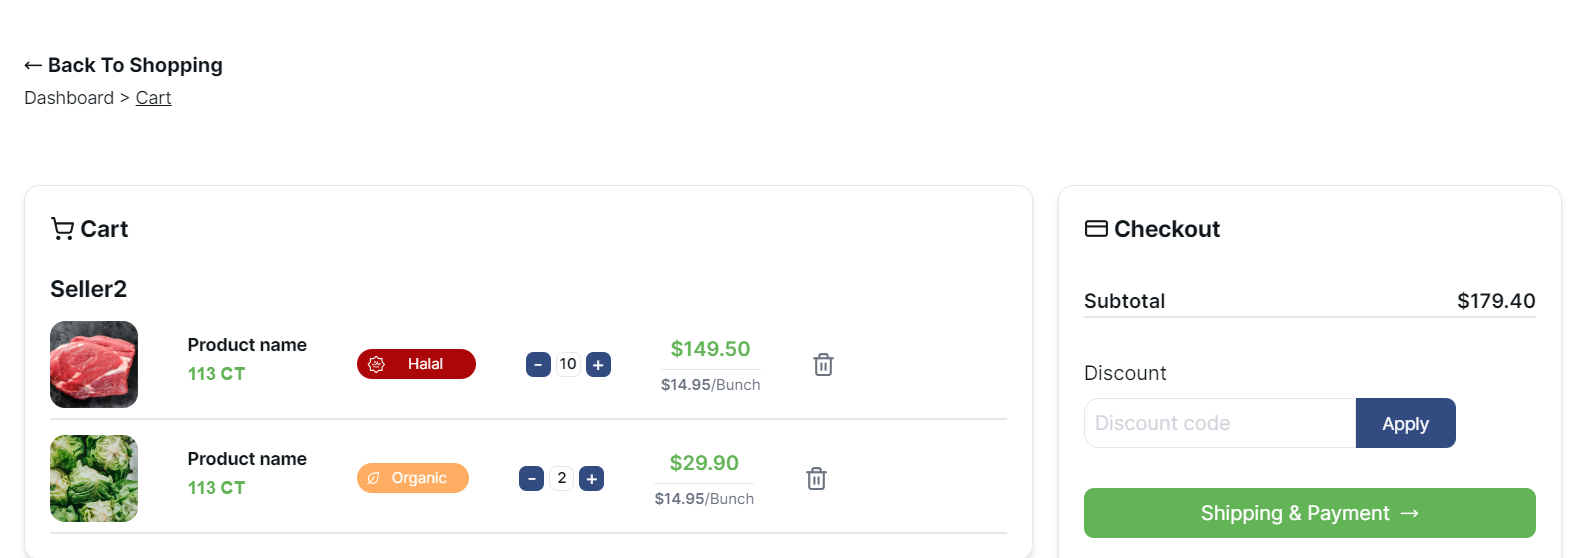 ← Back To Shopping
Dashboard > Cart
Cart
Seller2
Product name
113 CT
Halal
- 10 +
$149.50
$14.95/Bunch
Product name
113 CT
Organic
- 2 +
$29.90
$14.95/Bunch
Checkout
Subtotal $179.40
Discount
Discount code Apply
Shipping & Payment →